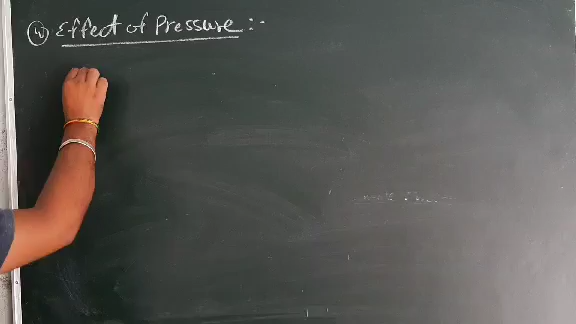 (4) Effect of Pressure :-